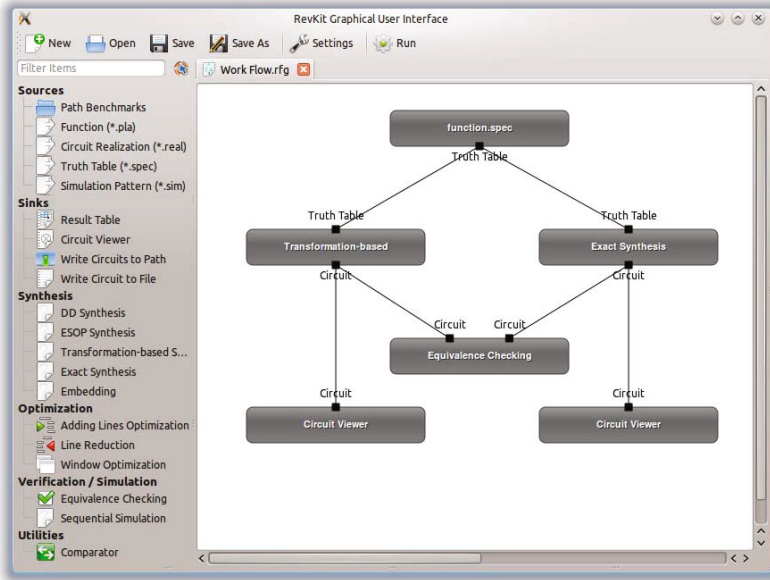 RevKit Graphical User Interface
New Open Save Save As Settings Run
Filter Items
Work Flow.rfg
Sources
Path Benchmarks
Function (*.pla)
Circuit Realization (*.real)
Truth Table (*.spec)
Simulation Pattern (*.sim)
Sinks
Result Table
Circuit Viewer
Write Circuits to Path
Write Circuit to File
Synthesis
DD Synthesis
ESOP Synthesis
Transformation-based S...
Exact Synthesis
Embedding
Optimization
Adding Lines Optimization
Line Reduction
Window Optimization
Verification / Simulation
Equivalence Checking
Sequential Simulation
Utilities
Comparator
function.spec
Truth Table
Truth Table Truth Table
Transformation-based Exact Synthesis
Circuit Circuit
Circuit Circuit
Equivalence Checking
Circuit Circuit
Circuit Viewer Circuit Viewer